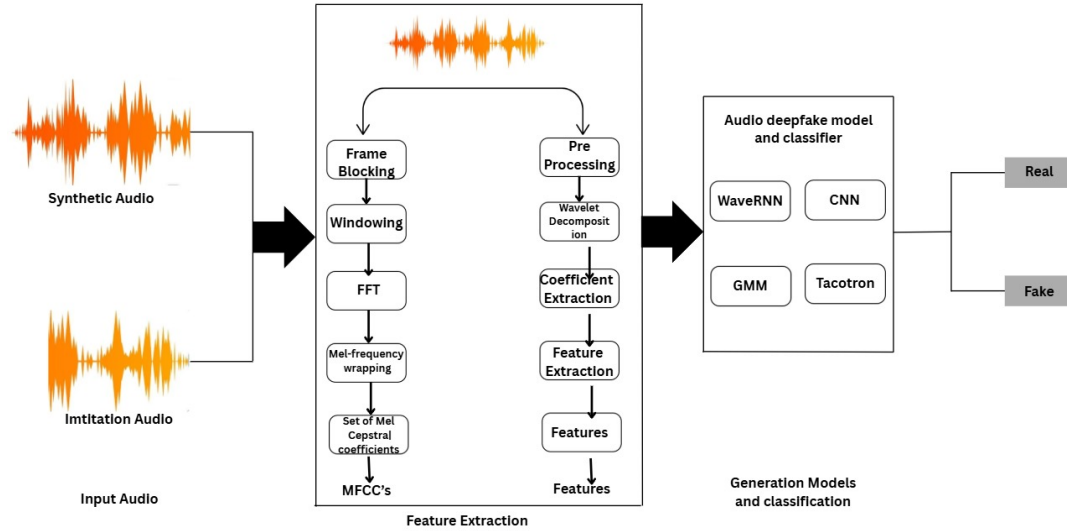 Synthetic Audio
Imtitation Audio
Input Audio
Frame
Blocking
Windowing
FFT
Mel-frequency
wrapping
Set of Mel
Cepstral
coefficients
MFCC's
Pre
Processing
Wavelet
Decomposit
ion
Coefficient
Extraction
Feature
Extraction
Features
Features
Feature Extraction
Audio deepfake model
and classifier
WaveRNN
CNN
GMM
Tacotron
Generation Models
and classification
Real
Fake